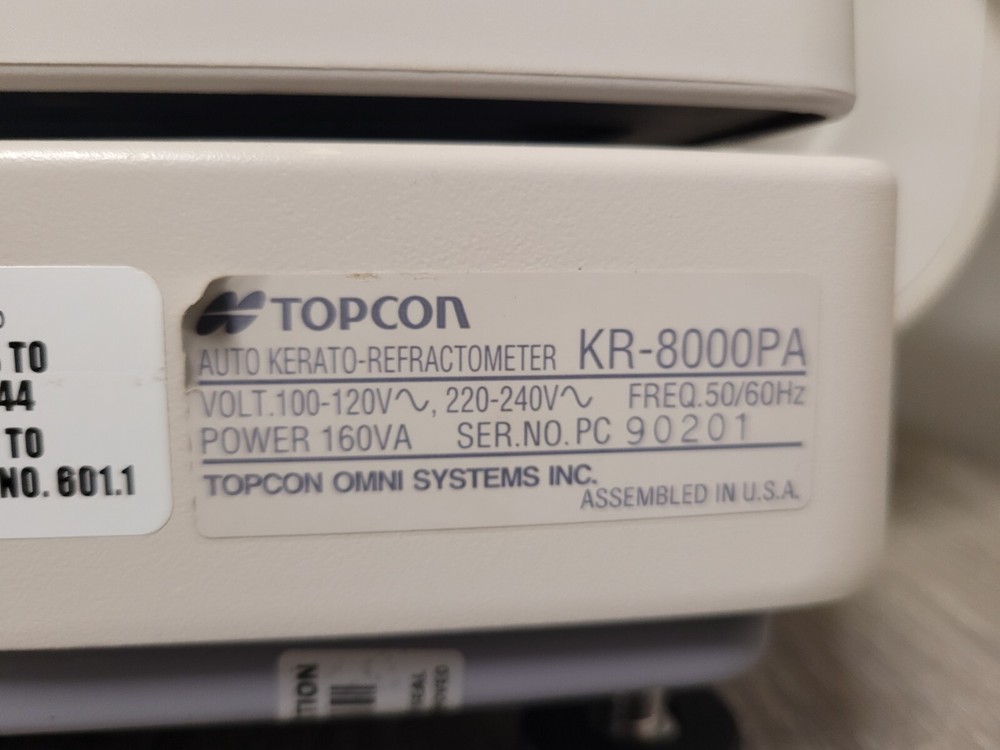 TOPCON
AUTO KERATO-REFRACTOMETER KR-8000PA
VOLT.100-120V∿, 220-240V∿ FREQ.50/60Hz
POWER 160VA SER.NO. PC 90201
TOPCON OMNI SYSTEMS INC.
ASSEMBLED IN U.S.A.
TO
44
TO
NO. 601.1